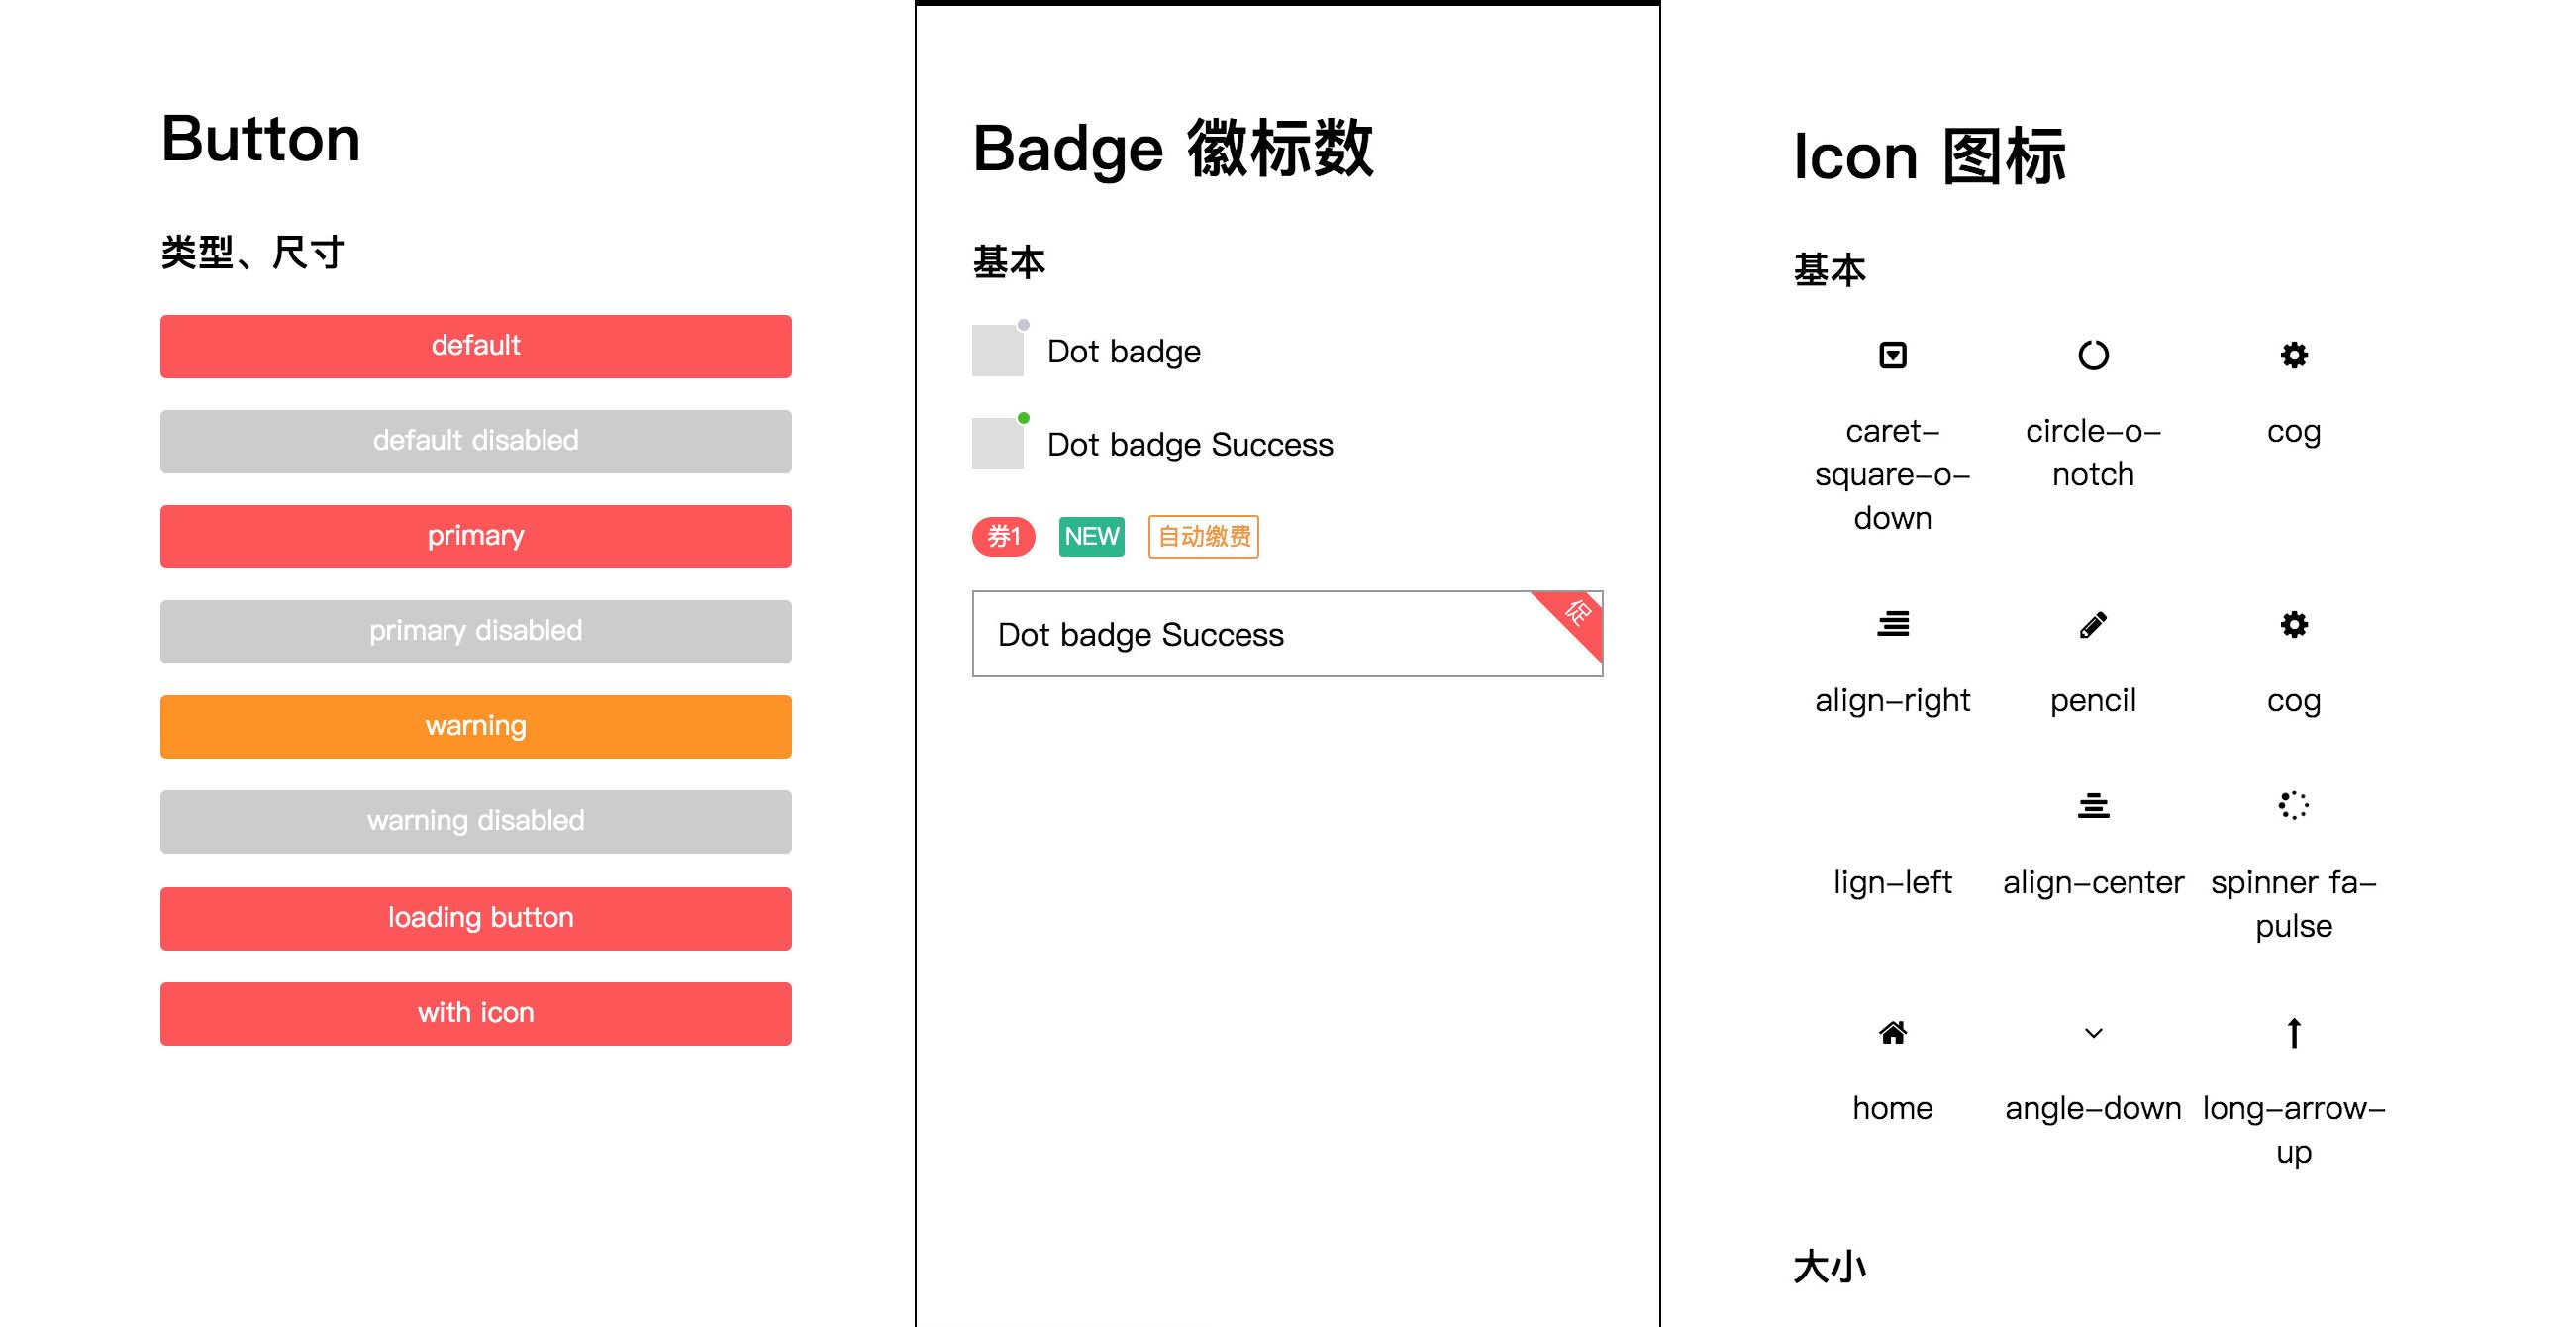 Button
类型、尺寸
default
default disabled
primary
primary disabled
warning
warning disabled
loading button
with icon
Badge 徽标数
基本
Dot badge
Dot badge Success
券1 NEW 自动缴费
Dot badge Success 促
Icon 图标
基本
caret-
square-o-
down
circle-o-
notch
cog
align-right
pencil
cog
lign-left
align-center
spinner fa-
pulse
home
angle-down
long-arrow-
up
大小